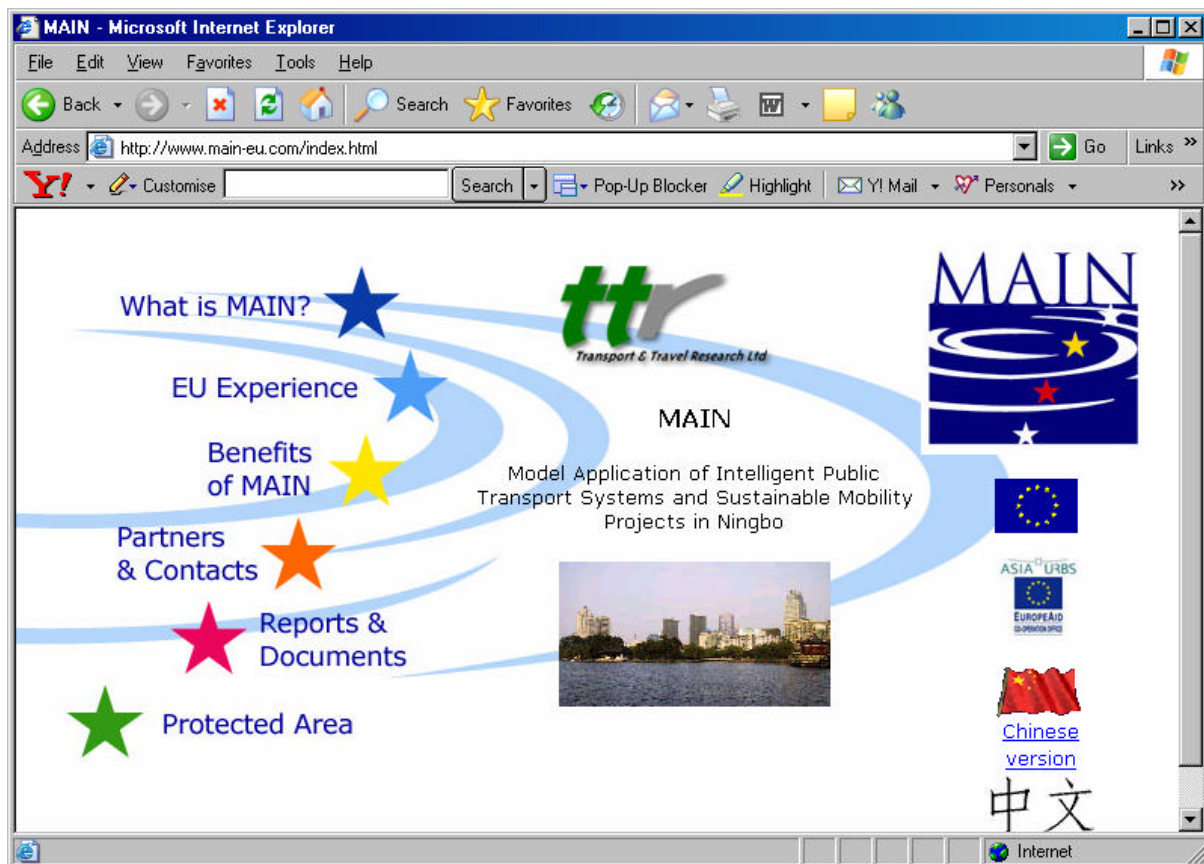 MAIN - Microsoft Internet Explorer
File Edit View Favorites Tools Help
Back Search Favorites
Address http://www.main-eu.com/index.html Go Links »
Y! Customise Search Pop-Up Blocker Highlight Y! Mail Personals »
What is MAIN?
EU Experience
Benefits
of MAIN
Partners
& Contacts
Reports &
Documents
Protected Area
ttr
Transport & Travel Research Ltd
MAIN
Model Application of Intelligent Public
Transport Systems and Sustainable Mobility
Projects in Ningbo
MAIN
ASIA URBS
EUROPEAID
CO-OPERATION OFFICE
Chinese
version
中文
Internet